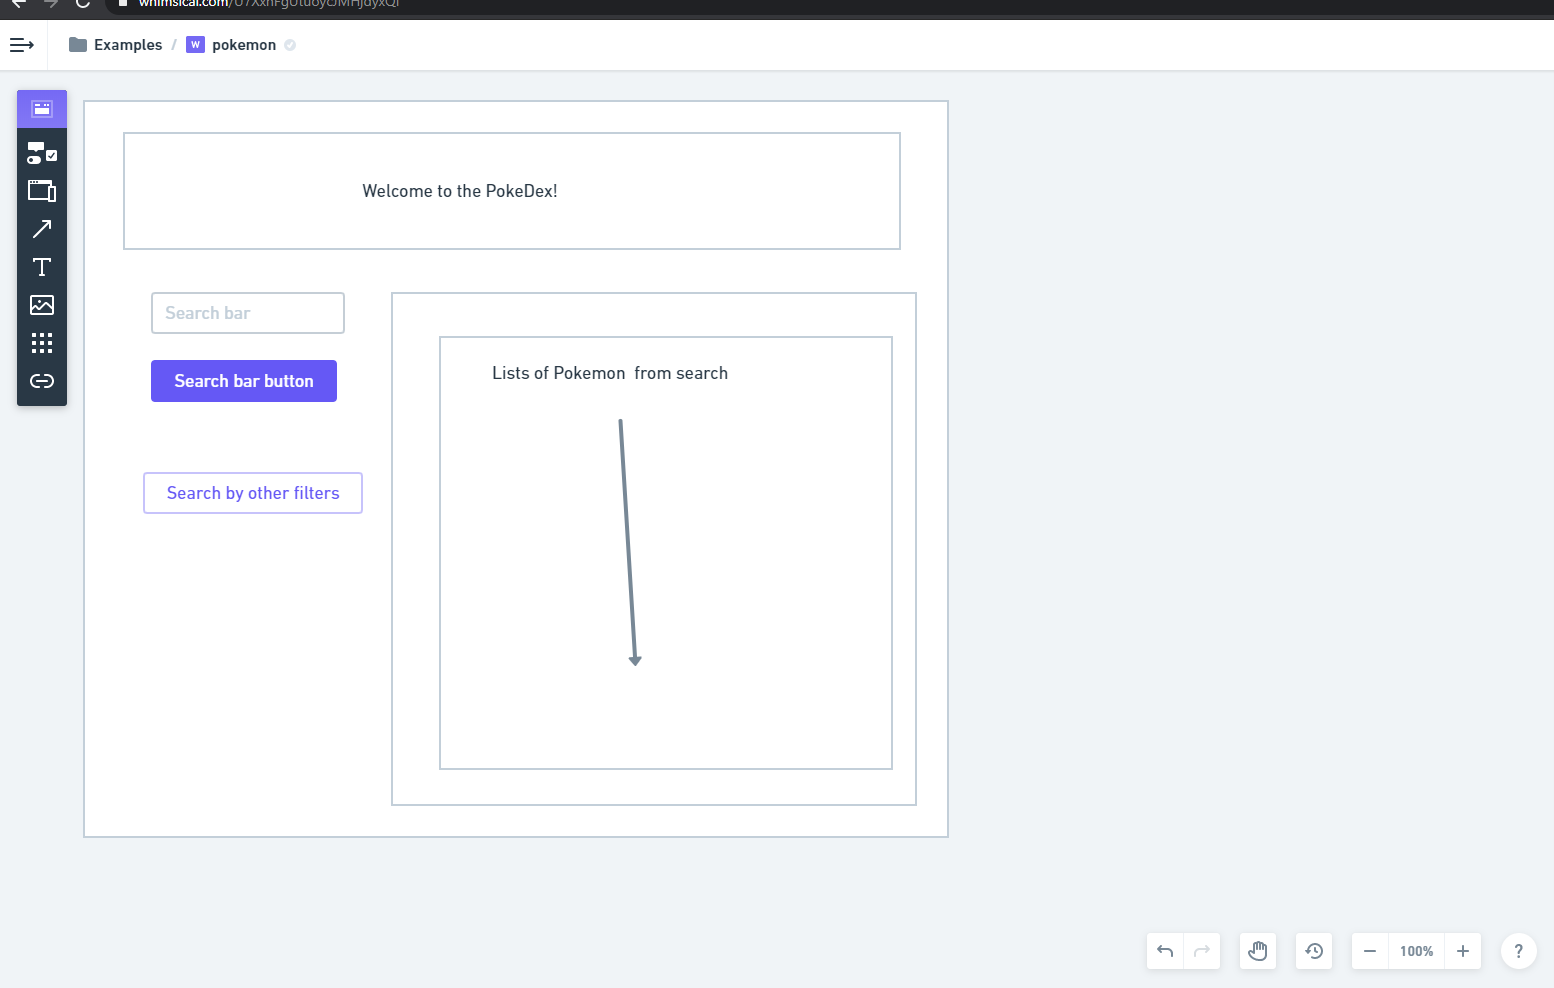 whimsical.com/
Examples / W pokemon
Welcome to the PokeDex!
Search bar
Search bar button
Lists of Pokemon from search
Search by other filters
100%
?